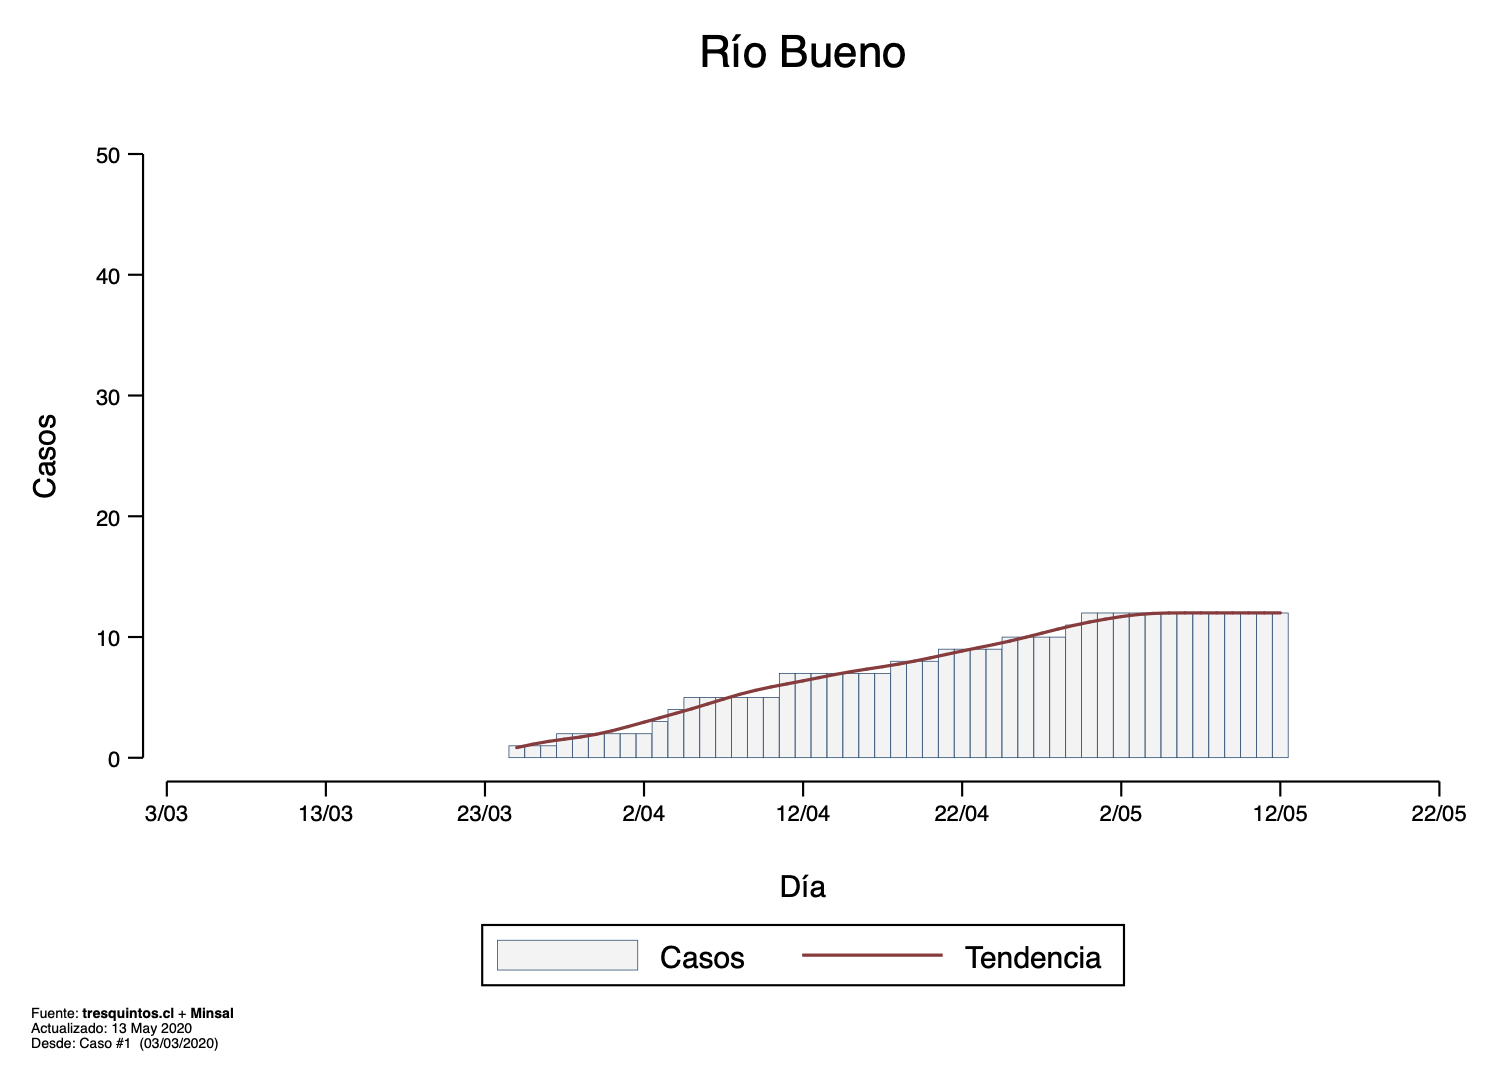 Río Bueno
Casos
50
40
30
20
10
0
3/03 13/03 23/03 2/04 12/04 22/04 2/05 12/05 22/05
Día
Casos Tendencia
Fuente: tresquintos.cl + Minsal
Actualizado: 13 May 2020
Desde: Caso #1 (03/03/2020)